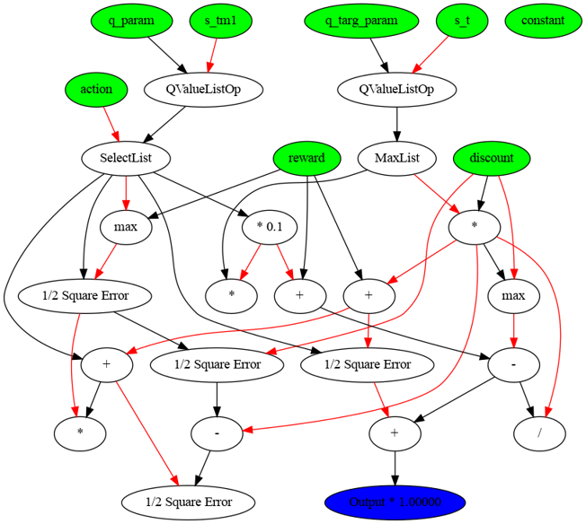 q_param
s_tm1
q_targ_param
s_t
constant
action
QValueListOp
QValueListOp
SelectList
reward
MaxList
discount
max
* 0.1
*
1/2 Square Error
*
+
+
max
+
1/2 Square Error
1/2 Square Error
-
*
-
+
/
1/2 Square Error
Output * 1.00000